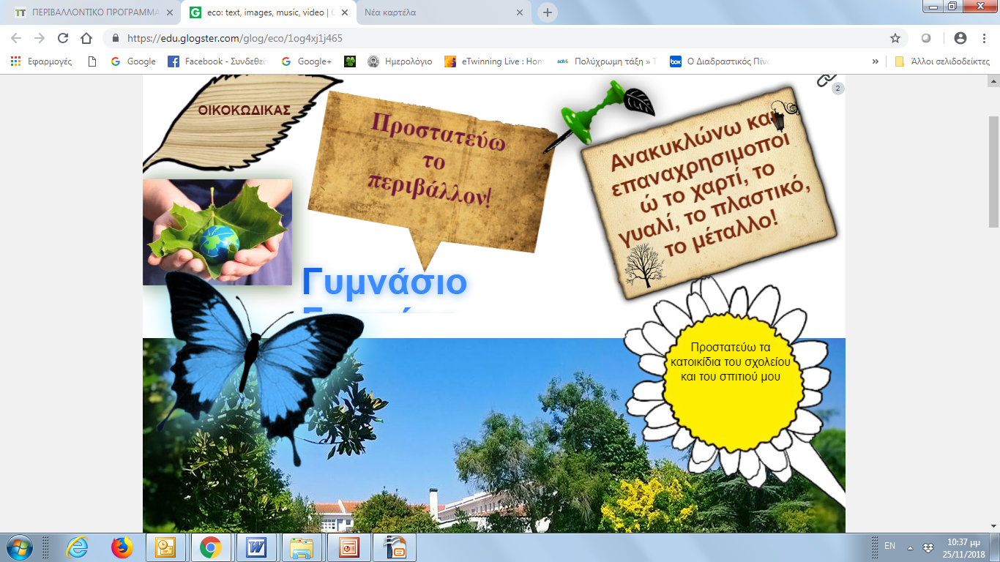 ΠΕΡΙΒΑΛΛΟΝΤΙΚΟ ΠΡΟΓΡΑΜΜΑ
eco: text, images, music, video |
Νέα καρτέλα
https://edu.glogster.com/glog/eco/1og4xj1j465
Εφαρμογές
Google
Facebook - Συνδεθεί
Google+
Ημερολόγιο
eTwinning Live : Hom
Πολύχρωμη τάξη » Τ
box
Ο Διαδραστικός Πίνα
»
Άλλοι σελιδοδείκτες
2
ΟΙΚΟΚΩΔΙΚΑΣ
Προστατεύω
το
περιβάλλον!
Ανακυκλώνω και
επαναχρησιμοποι
ώ το χαρτί, το
γυαλί, το πλαστικό,
το μέταλλο!
Γυμνάσιο
Προστατεύω τα
κατοικίδια του σχολείου
και του σπιτιού μου
EN
10:37 μμ
25/11/2018